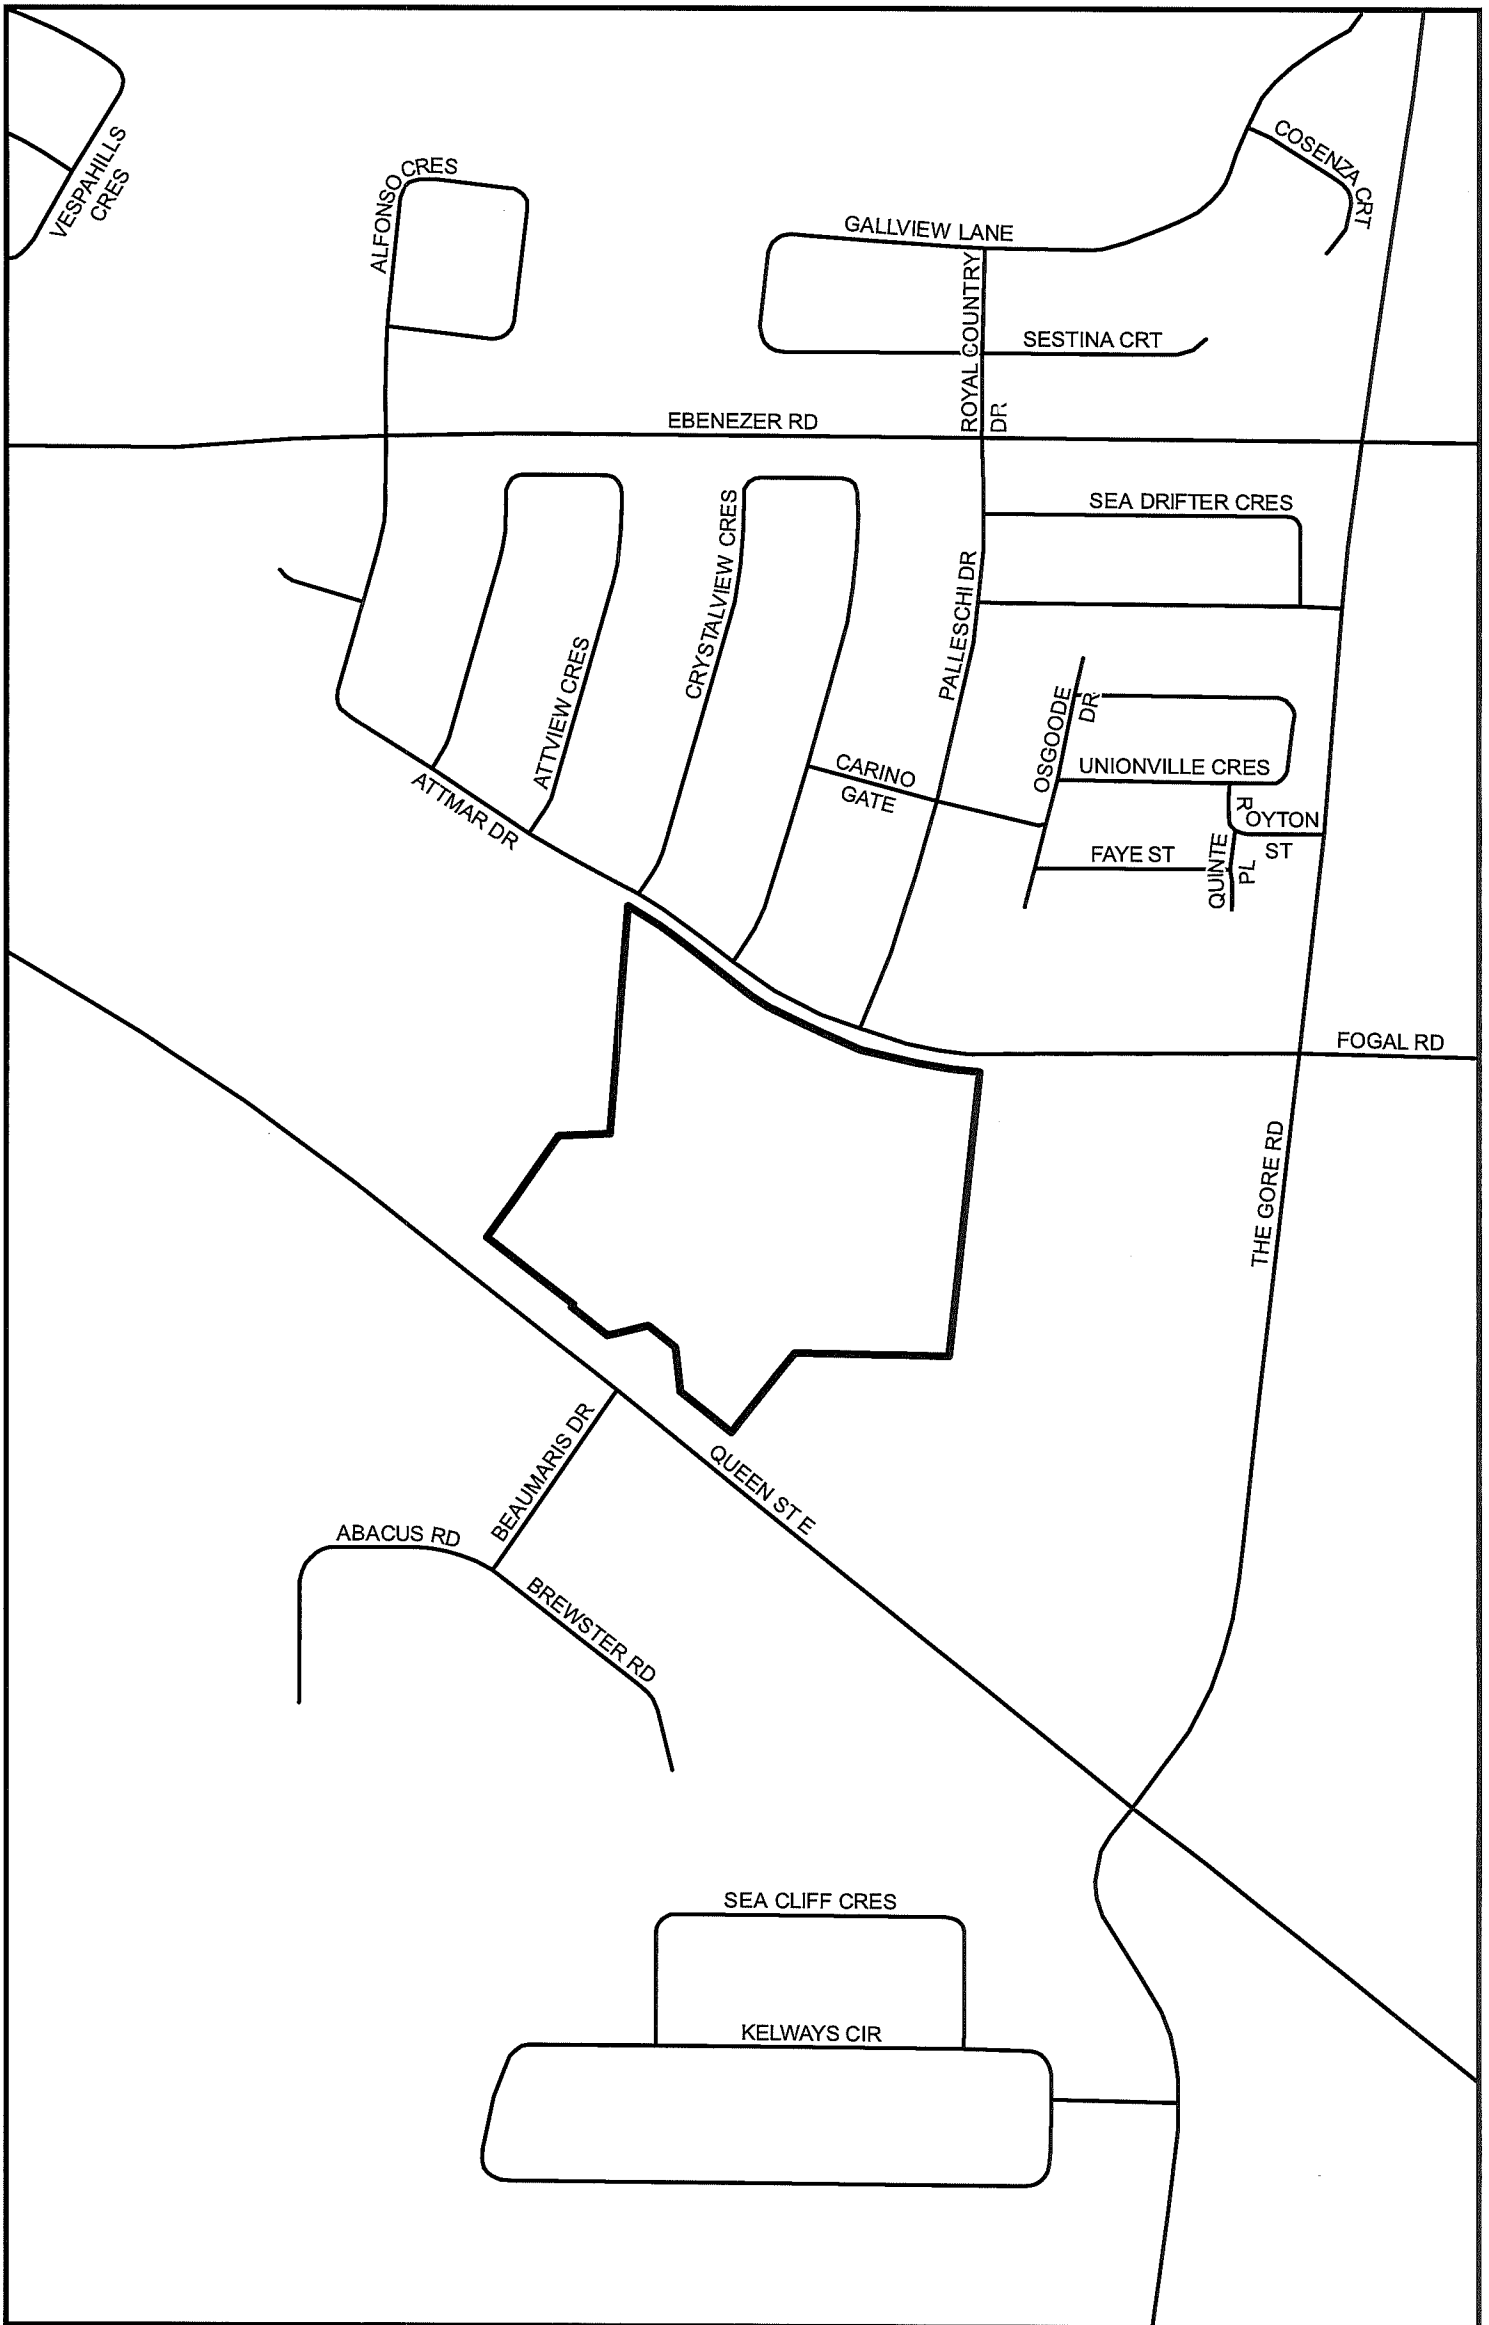 VESPAHILLS
CRES
ALFONSO CRES
COSENZA CRT
GALLVIEW LANE
ROYAL COUNTRY
DR
SESTINA CRT
EBENEZER RD
SEA DRIFTER CRES
CRYSTALVIEW CRES
PALLESCHI DR
ATTVIEW CRES
OSGOODE
DR
UNIONVILLE CRES
CARINO
GATE
ATTMAR DR
ROYTON
ST
FAYE ST
QUINTE
PL
FOGAL RD
THE GORE RD
BEAUMARIS DR
QUEEN ST E
ABACUS RD
BREWSTER RD
SEA CLIFF CRES
KELWAYS CIR